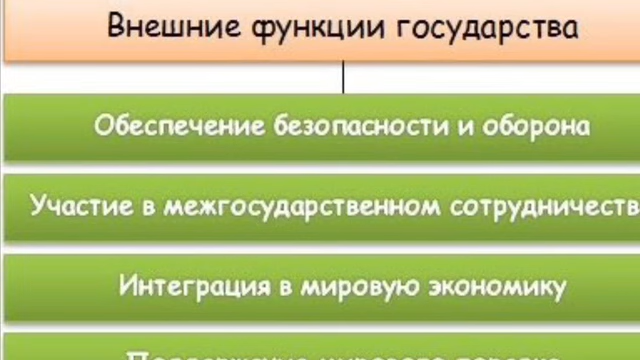 Внешние функции государства
Обеспечение безопасности и оборона
Участие в межгосударственном сотрудничеств
Интеграция в мировую экономику